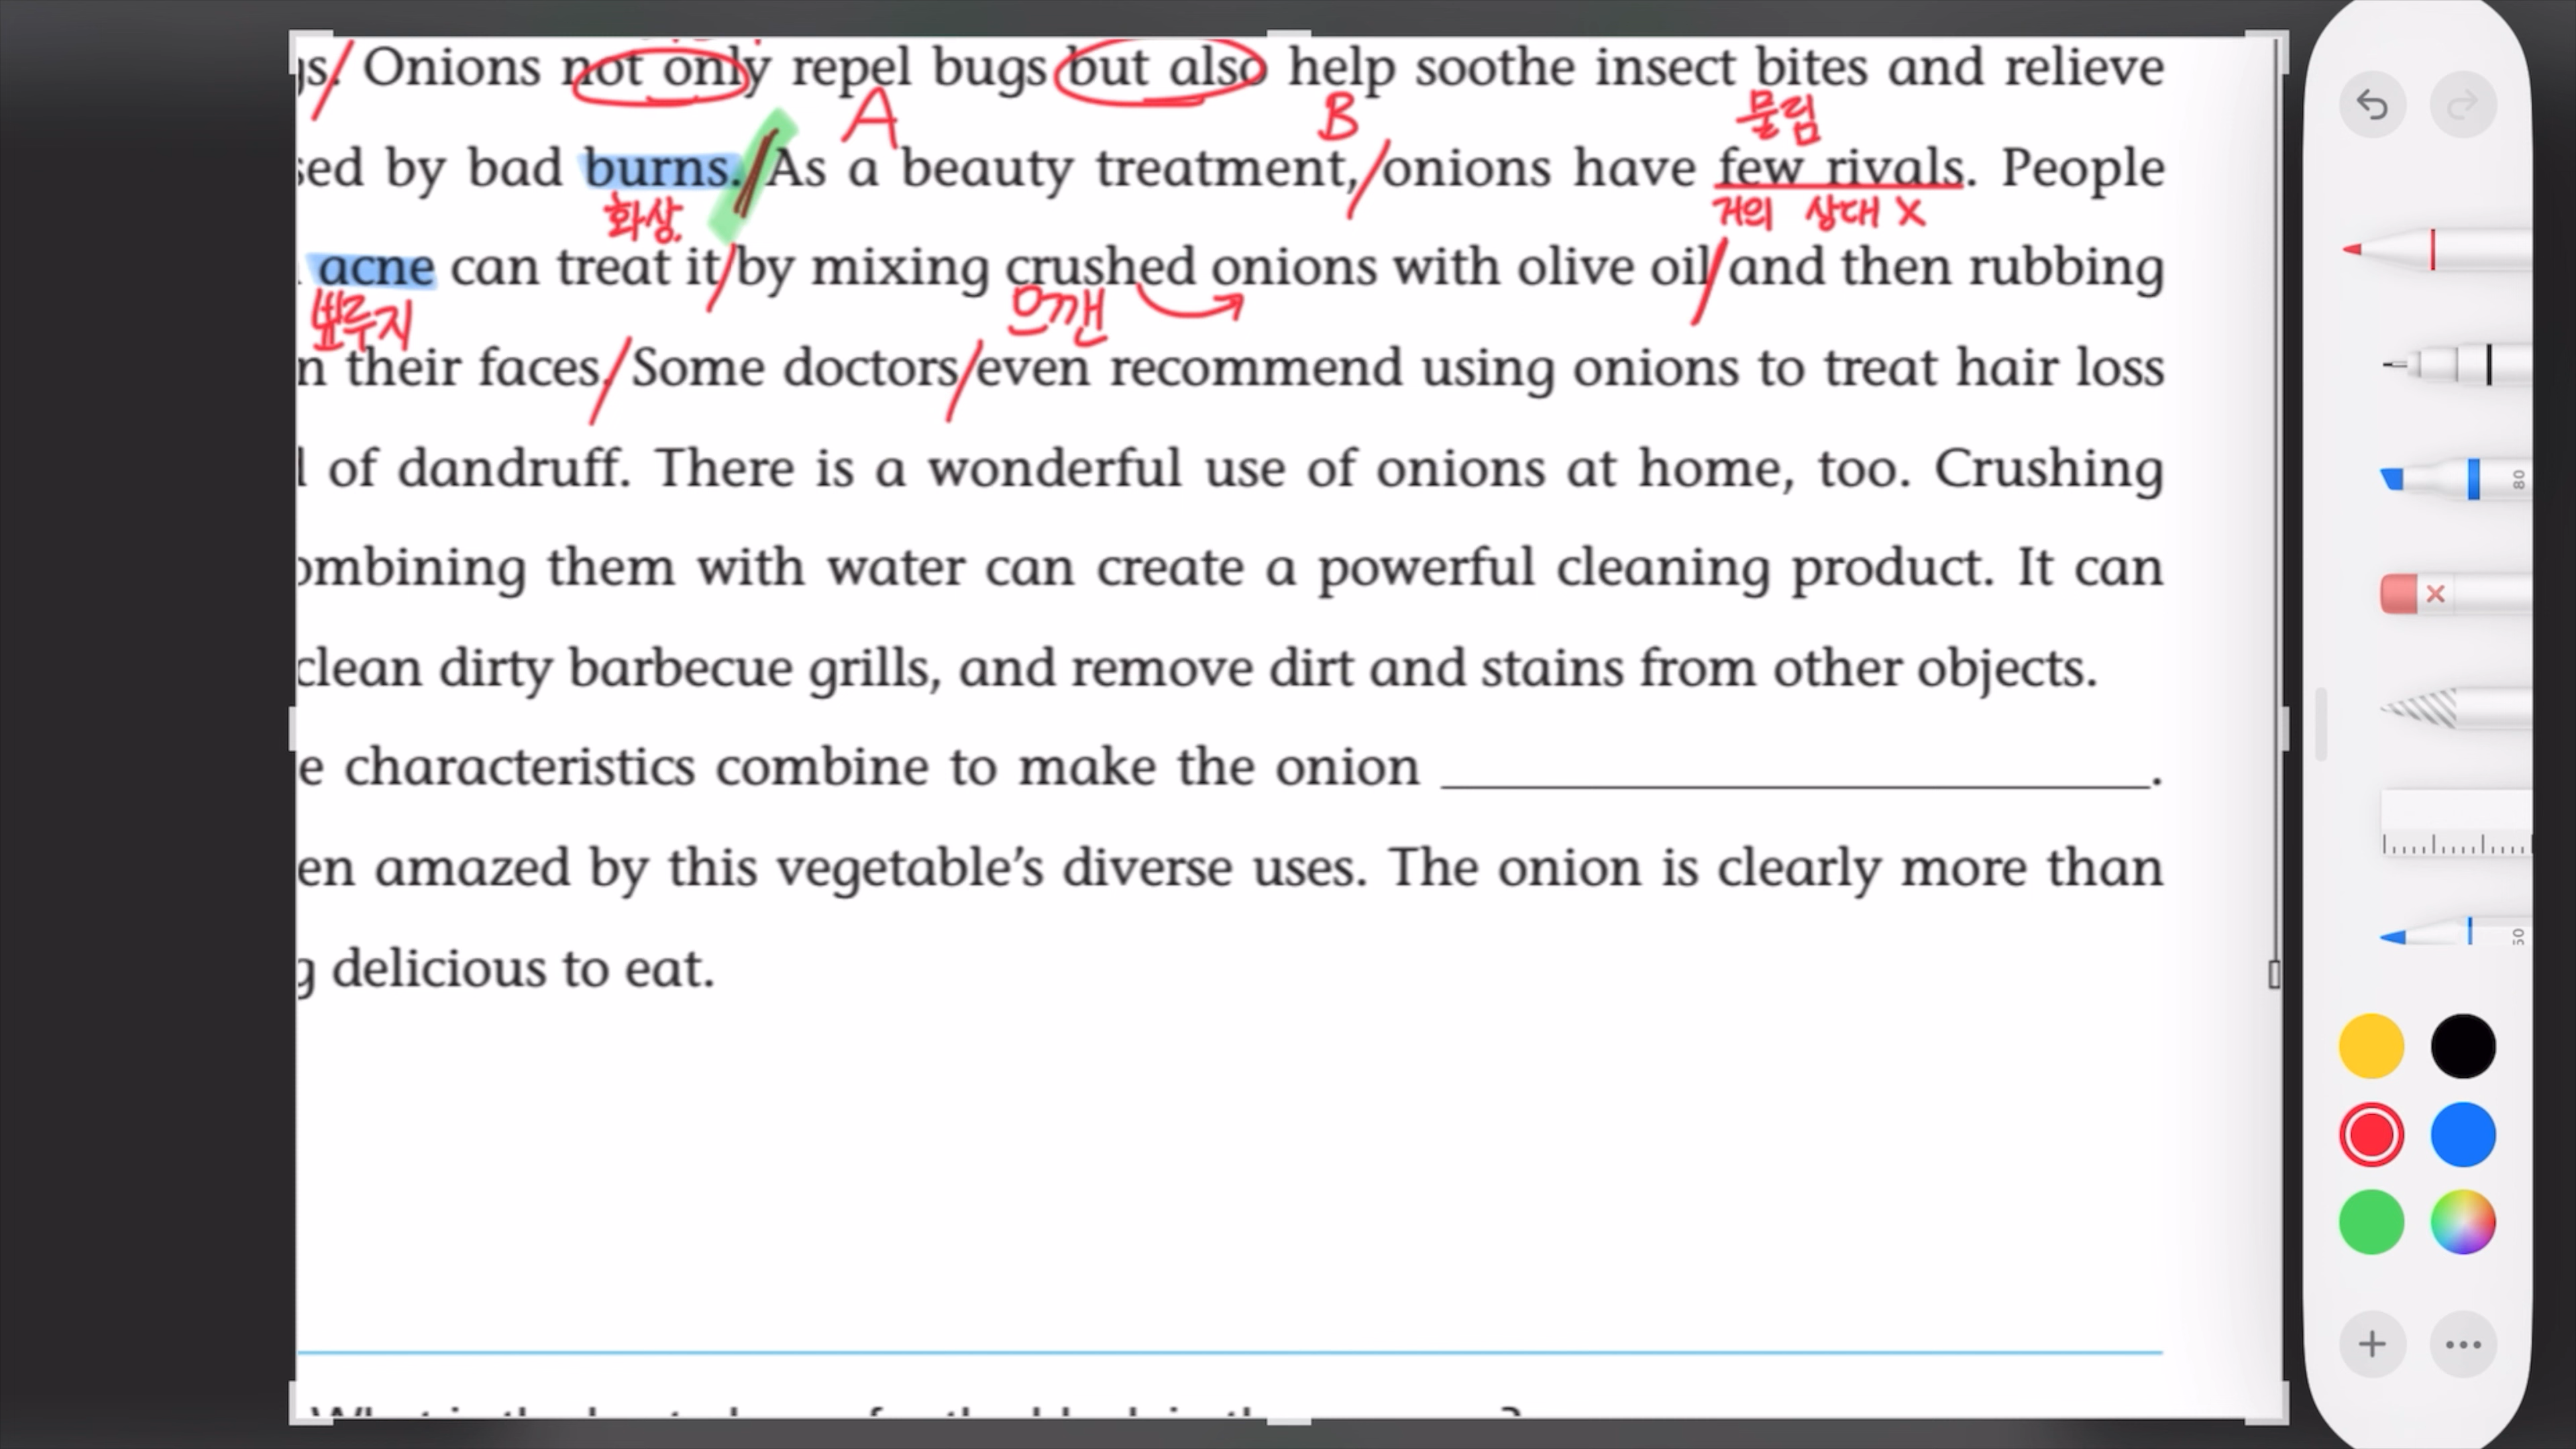 gs. Onions not only repel bugs but also help soothe insect bites and relieve
A B 물림
sed by bad burns. As a beauty treatment, onions have few rivals. People
화상. 거의 상대 X
acne can treat it by mixing crushed onions with olive oil and then rubbing
뾰루지 으깬
n their faces. Some doctors even recommend using onions to treat hair loss
of dandruff. There is a wonderful use of onions at home, too. Crushing
ombining them with water can create a powerful cleaning product. It can
clean dirty barbecue grills, and remove dirt and stains from other objects.
e characteristics combine to make the onion ____________________.
en amazed by this vegetable's diverse uses. The onion is clearly more than
g delicious to eat.
80
50